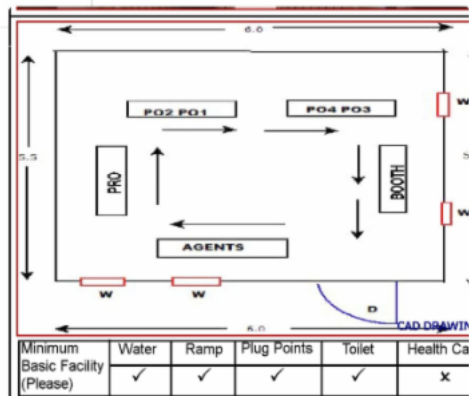 6.0
W
PO2 PO1
PO4 PO3
5.5
PRO
BOOTH
W
AGENTS
W
W
D
6.0
CAD DRAWIN
Minimum Basic Facility (Please)
Water
Ramp
Plug Points
Toilet
Health Ca
✓
✓
✓
✓
x